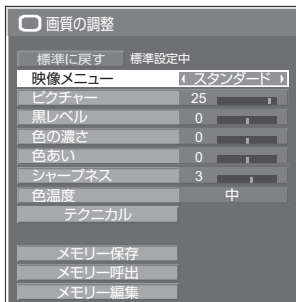 画質の調整
標準に戻す 標準設定中
映像メニュー スタンダード
ピクチャー 25
黒レベル 0
色の濃さ 0
色あい 0
シャープネス 3
色温度 中
テクニカル
メモリー保存
メモリー呼出
メモリー編集